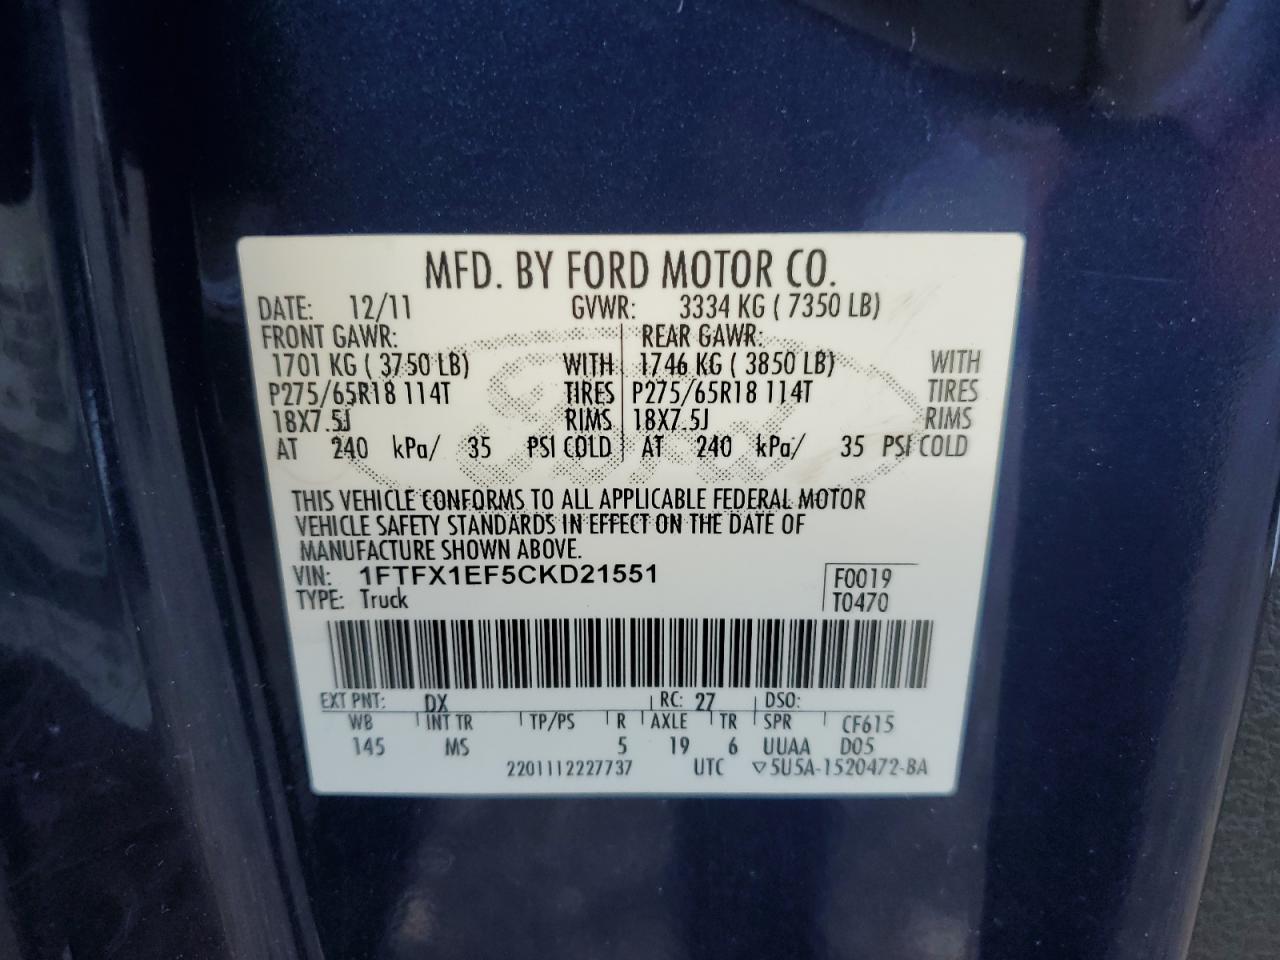 MFD. BY FORD MOTOR CO.
DATE: 12/11 GVWR: 3334 KG ( 7350 LB)
FRONT GAWR: REAR GAWR:
1701 KG ( 3750 LB) WITH 1746 KG ( 3850 LB) WITH
P275/65R18 114T TIRES P275/65R18 114T TIRES
18X7.5J RIMS 18X7.5J RIMS
AT 240 kPa/ 35 PSI COLD AT 240 kPa/ 35 PSI COLD
Ford
THIS VEHICLE CONFORMS TO ALL APPLICABLE FEDERAL MOTOR
VEHICLE SAFETY STANDARDS IN EFFECT ON THE DATE OF
MANUFACTURE SHOWN ABOVE.
VIN: 1FTFX1EF5CKD21551 F0019
TYPE: Truck T0470
EXT PNT: DX RC: 27 DSO:
WB INT TR TP/PS R AXLE TR SPR CF615
145 MS 5 19 6 UUAA D05
2201112227737 UTC ▽5U5A-1520472-BA